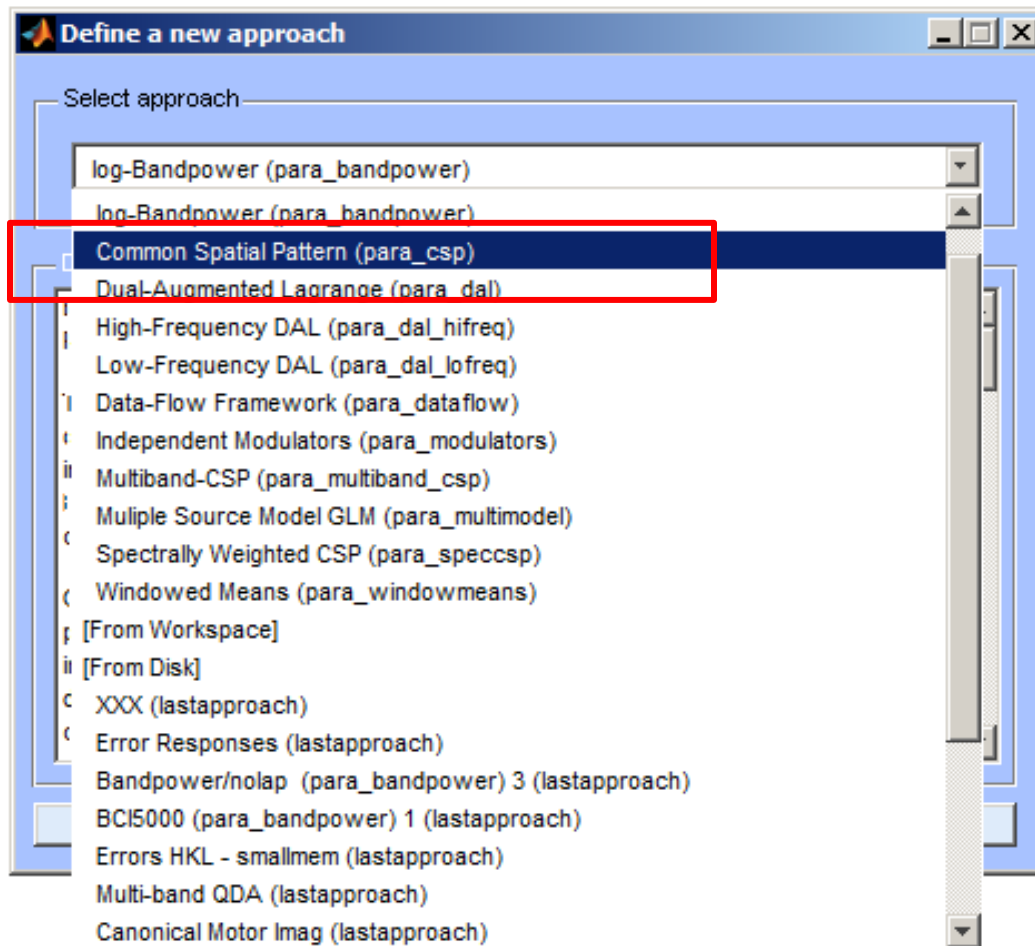 Define a new approach
Select approach
log-Bandpower (para_bandpower)
log-Bandpower (para_bandpower)
Common Spatial Pattern (para_csp)
Dual-Augmented Lagrange (para_dal)
High-Frequency DAL (para_dal_hifreq)
Low-Frequency DAL (para_dal_lofreq)
Data-Flow Framework (para_dataflow)
Independent Modulators (para_modulators)
Multiband-CSP (para_multiband_csp)
Muliple Source Model GLM (para_multimodel)
Spectrally Weighted CSP (para_speccsp)
Windowed Means (para_windowmeans)
[From Workspace]
[From Disk]
XXX (lastapproach)
Error Responses (lastapproach)
Bandpower/nolap (para_bandpower) 3 (lastapproach)
BCI5000 (para_bandpower) 1 (lastapproach)
Errors HKL - smallmem (lastapproach)
Multi-band QDA (lastapproach)
Canonical Motor Imag (lastapproach)